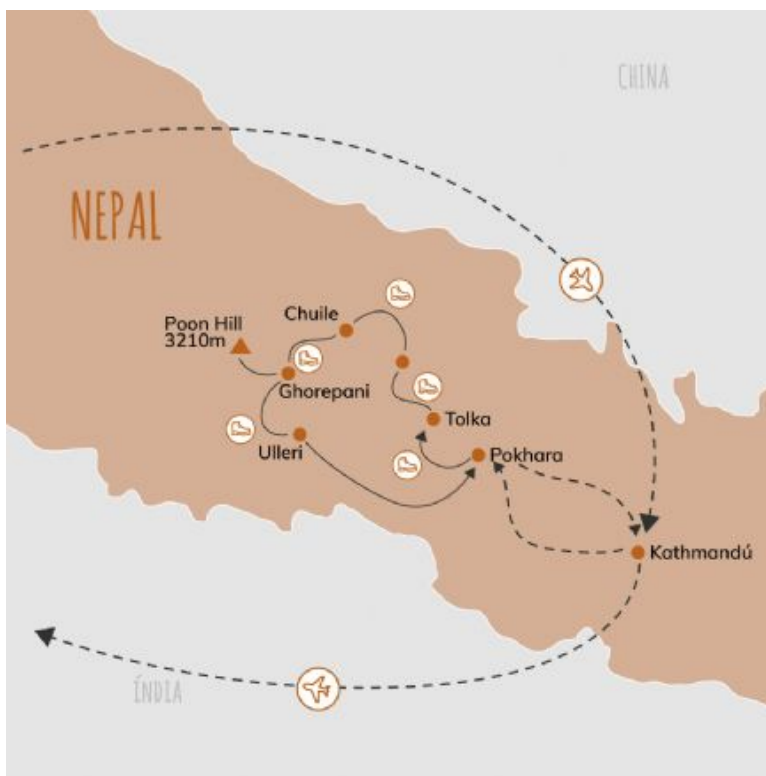 CHINA
NEPAL
Chuile
Poon Hill
3210m
Ghorepani
Tolka
Ulleri
Pokhara
Kathmandú
ÍNDIA